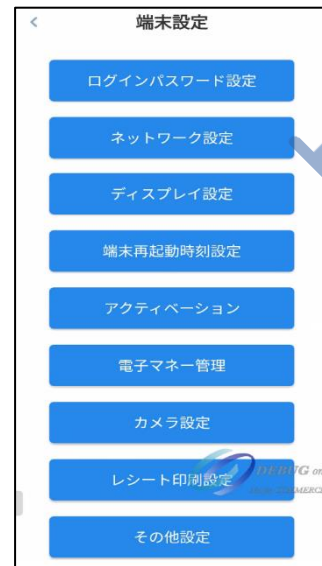 端末設定
ログインパスワード設定
ネットワーク設定
ディスプレイ設定
端末再起動時刻設定
アクティベーション
電子マネー管理
カメラ設定
レシート印刷設定
DEBUG on
その他設定